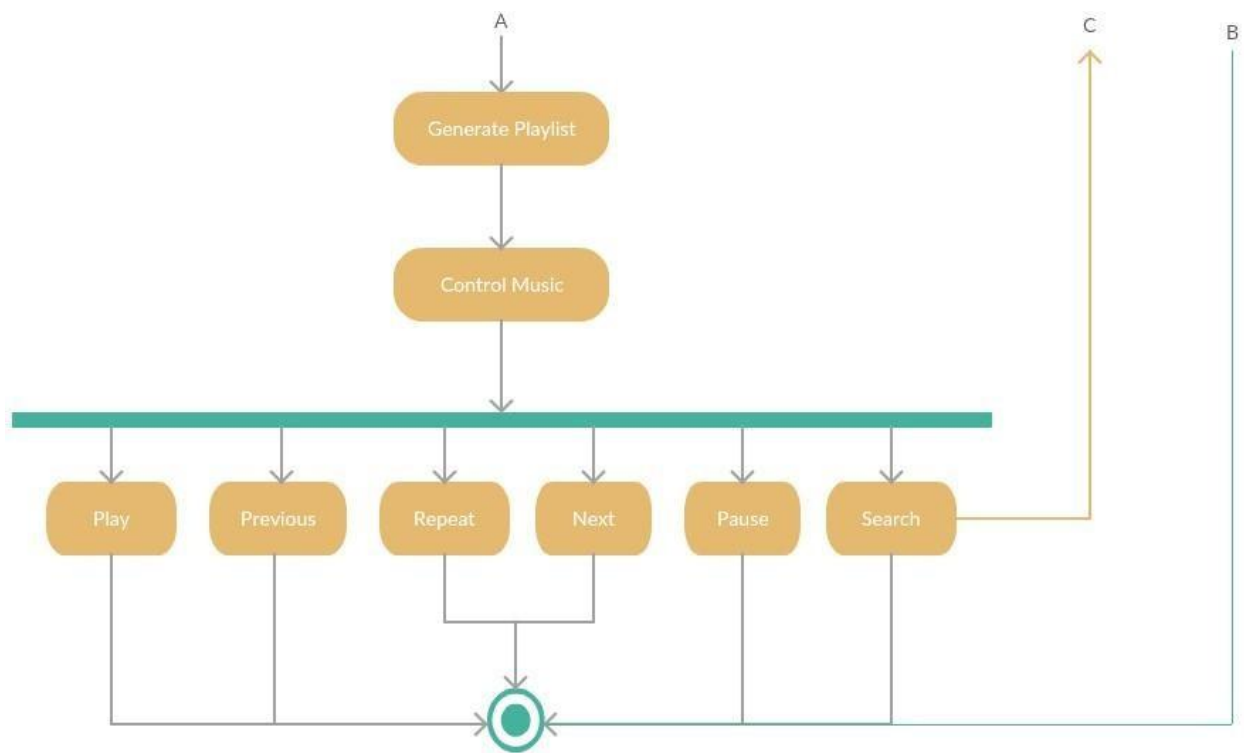 A
C
B
Generate Playlist
Control Music
Play
Previous
Repeat
Next
Pause
Search